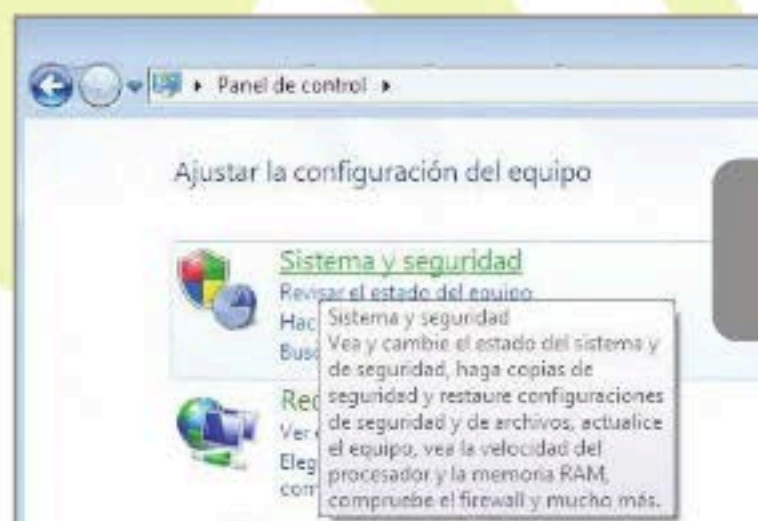 Panel de control
Ajustar la configuración del equipo
Sistema y seguridad
Revisar el estado del equipo
Hac
Busc
Sistema y seguridad
Vea y cambie el estado del sistema y
de seguridad, haga copias de
seguridad y restaure configuraciones
de seguridad y de archivos, actualice
el equipo, vea la velocidad del
procesador y la memoria RAM,
compruebe el firewall y mucho más.
Red
Ver
Eleg
com